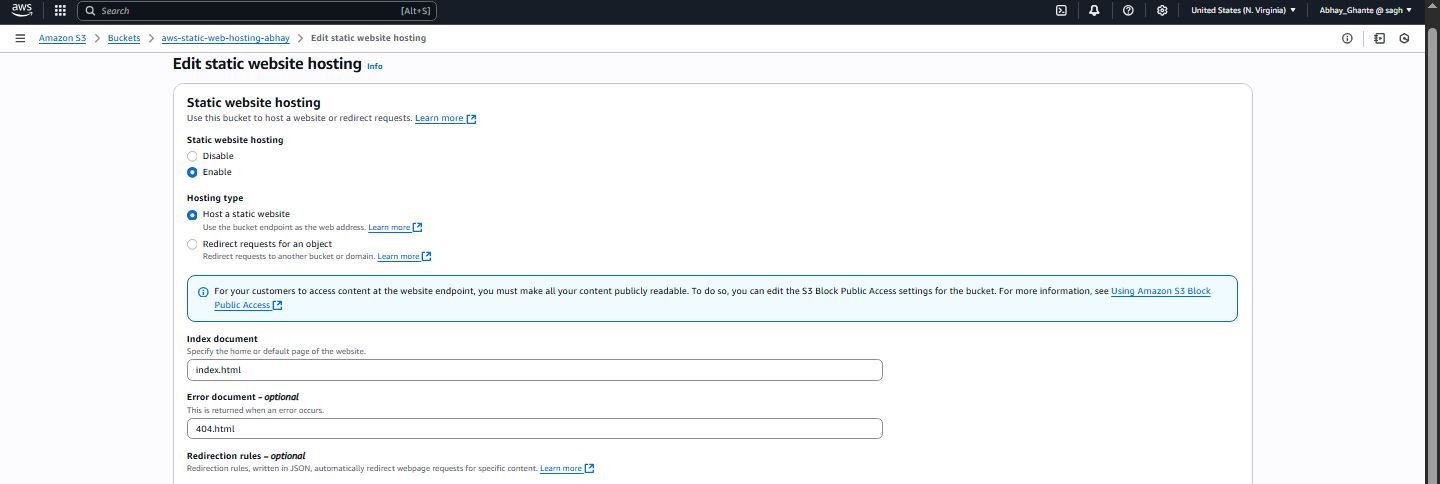 aws
Search [Alt+S] United States (N. Virginia) Abhay_Ghante @ sagh
Amazon S3 Buckets aws-static-web-hosting-abhay Edit static website hosting
Edit static website hosting Info
Static website hosting
Use this bucket to host a website or redirect requests. Learn more
Static website hosting
Disable
Enable
Hosting type
Host a static website
Use the bucket endpoint as the web address. Learn more
Redirect requests for an object
Redirect requests to another bucket or domain. Learn more
For your customers to access content at the website endpoint, you must make all your content publicly readable. To do so, you can edit the S3 Block Public Access settings for the bucket. For more information, see Using Amazon S3 Block
Public Access
Index document
Specify the home or default page of the website.
index.html
Error document – optional
This is returned when an error occurs.
404.html
Redirection rules – optional
Redirection rules, written in JSON, automatically redirect webpage requests for specific content. Learn more